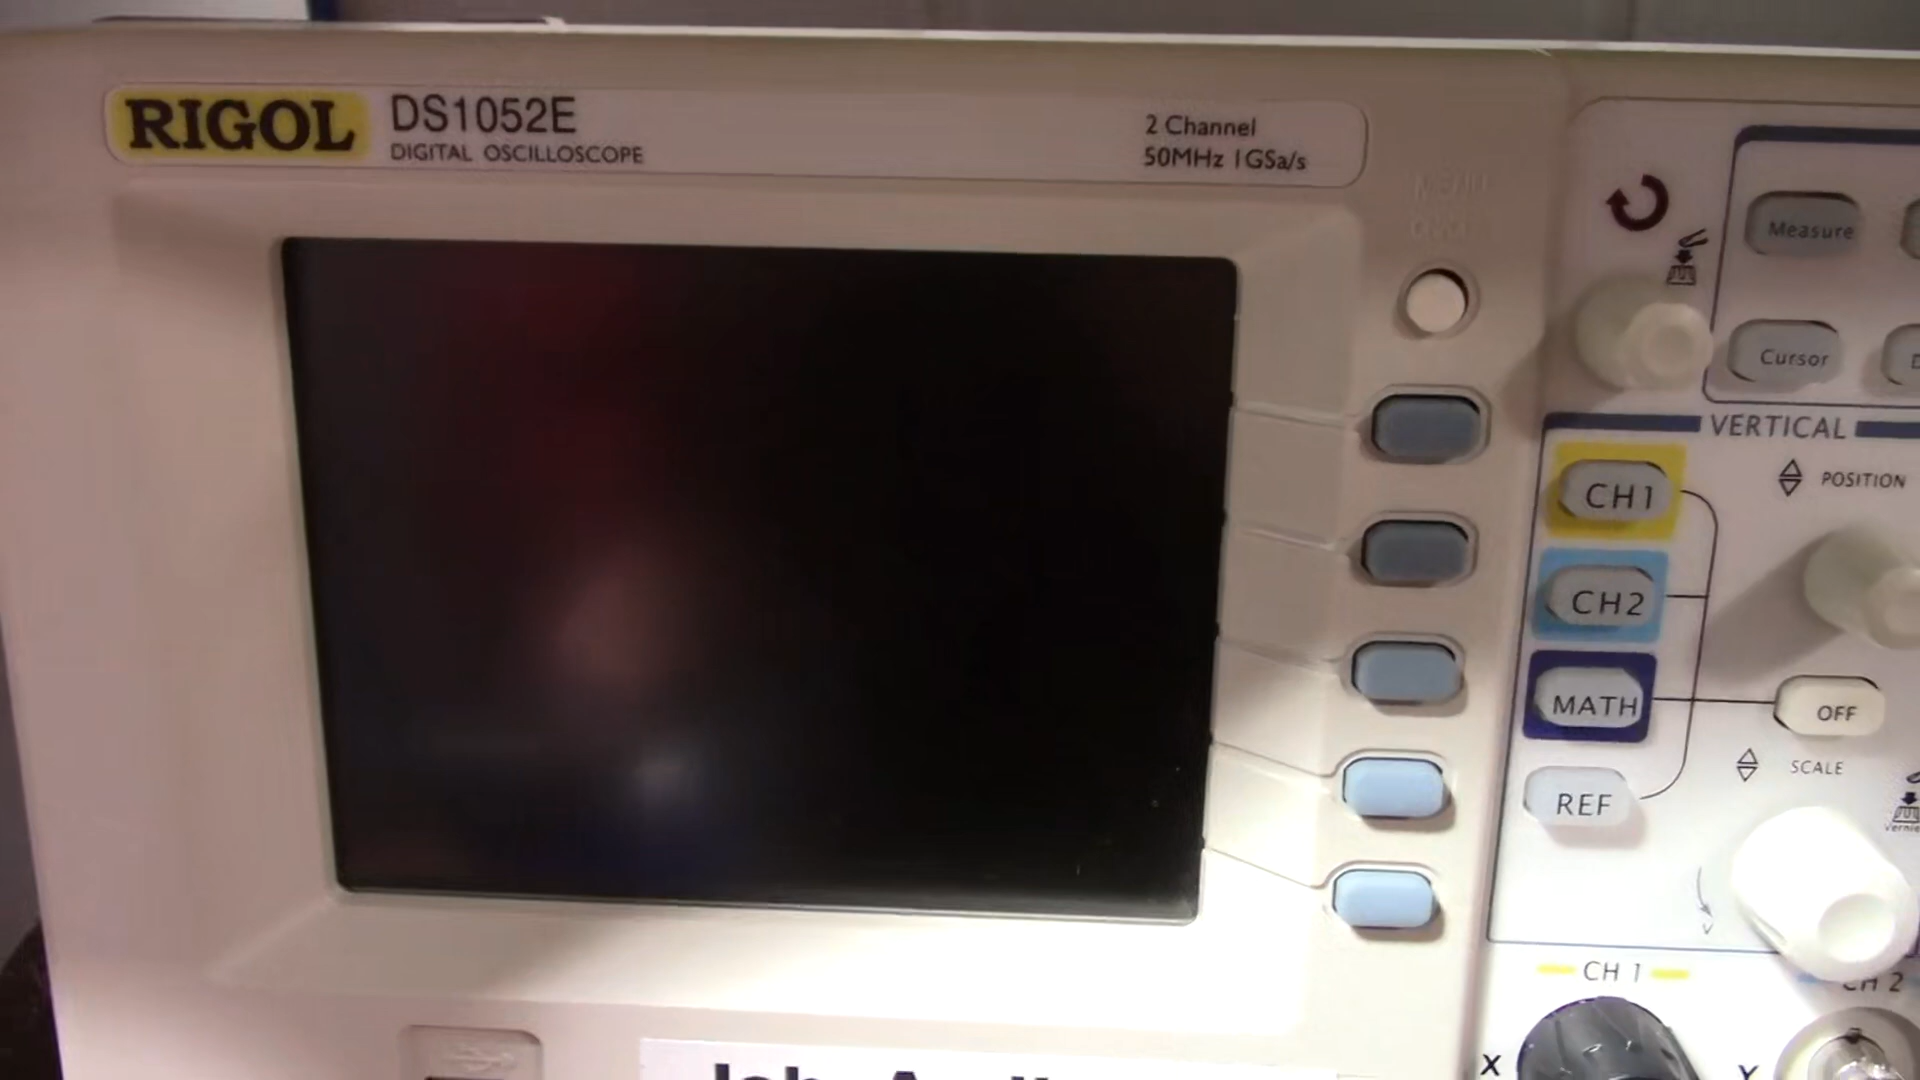 RIGOL
DS1052E
DIGITAL OSCILLOSCOPE
2 Channel
50MHz 1GSa/s
Measure
Cursor
VERTICAL
CH1
POSITION
CH2
MATH
OFF
SCALE
REF
CH 1
CH 2
X
Y